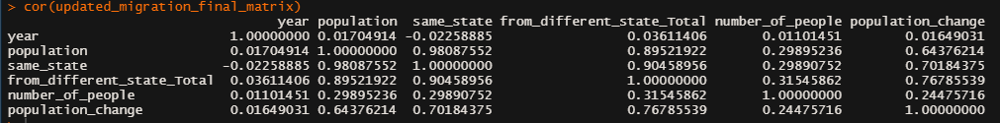 > cor(updated_migration_final_matrix)
year population same_state from_different_state_Total number_of_people population_change
year 1.00000000 0.01704914 -0.02258885 0.03611406 0.01101451 0.01649031
population 0.01704914 1.00000000 0.98087552 0.89521922 0.29895236 0.64376214
same_state -0.02258885 0.98087552 1.00000000 0.90458956 0.29890752 0.70184375
from_different_state_Total 0.03611406 0.89521922 0.90458956 1.00000000 0.31545862 0.76785539
number_of_people 0.01101451 0.29895236 0.29890752 0.31545862 1.00000000 0.24475716
population_change 0.01649031 0.64376214 0.70184375 0.76785539 0.24475716 1.00000000